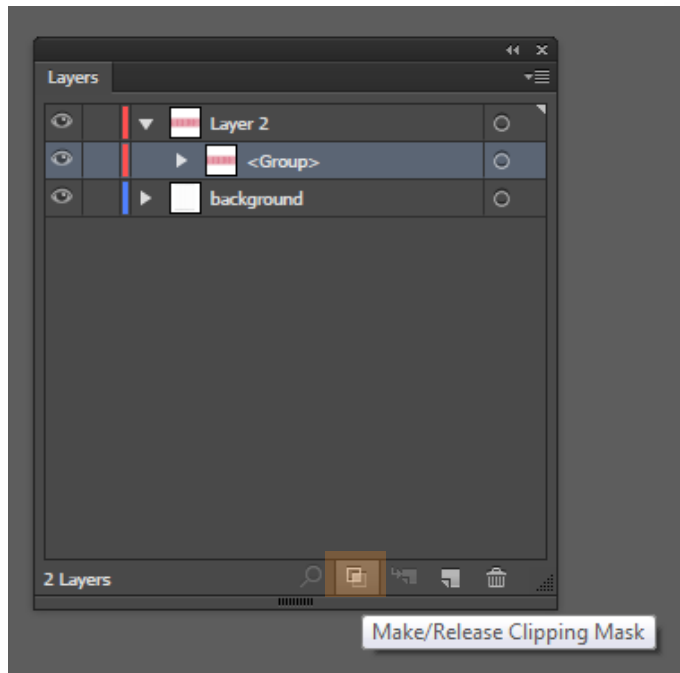 Layers
Layer 2
<Group>
background
2 Layers
Make/Release Clipping Mask